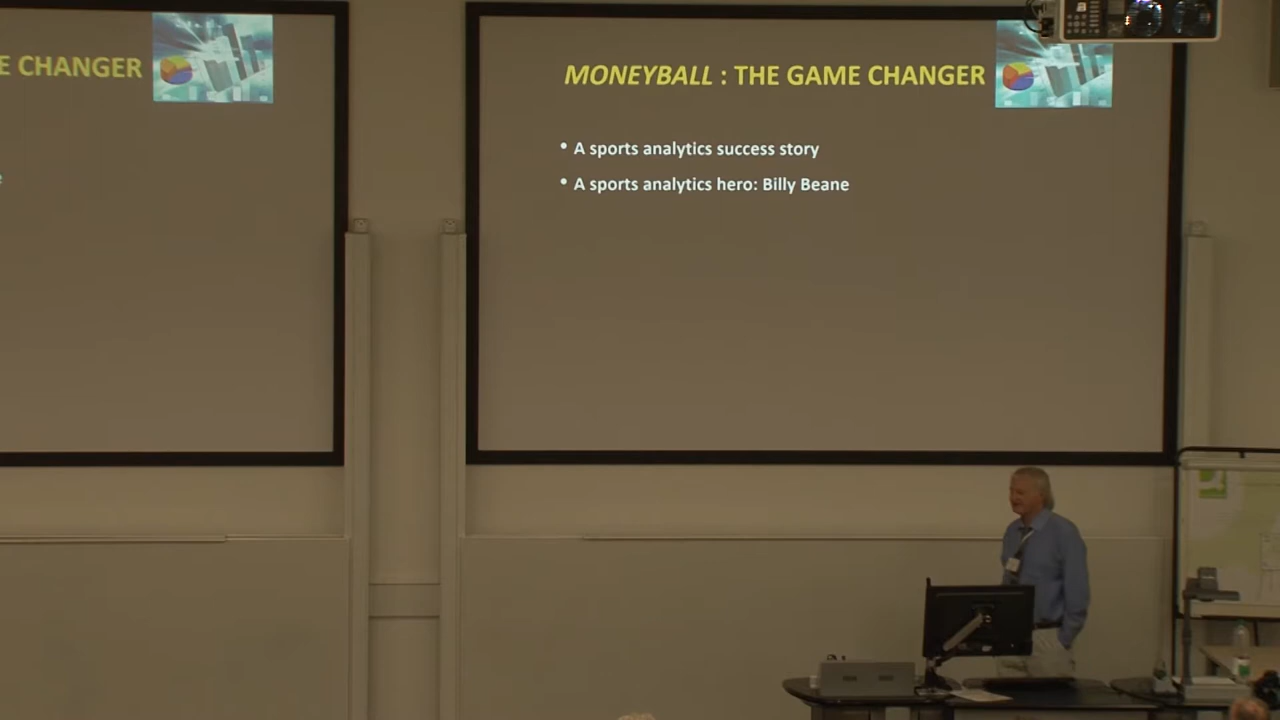 E CHANGER
MONEYBALL : THE GAME CHANGER
• A sports analytics success story
• A sports analytics hero: Billy Beane